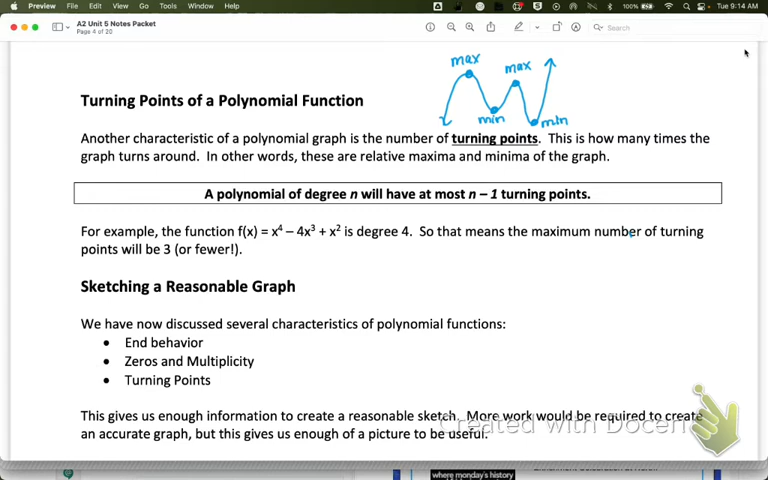 Preview File Edit View Go Tools Window Help
100% Tue 9:14 AM
A2 Unit 5 Notes Packet
Page 4 of 20
Search
max
max
min
min
Turning Points of a Polynomial Function
Another characteristic of a polynomial graph is the number of turning points. This is how many times the
graph turns around. In other words, these are relative maxima and minima of the graph.
A polynomial of degree n will have at most n – 1 turning points.
For example, the function f(x) = x⁴ – 4x³ + x² is degree 4. So that means the maximum number of turning
points will be 3 (or fewer!).
Sketching a Reasonable Graph
We have now discussed several characteristics of polynomial functions:
• End behavior
• Zeros and Multiplicity
• Turning Points
This gives us enough information to create a reasonable sketch. More work would be required to create
an accurate graph, but this gives us enough of a picture to be useful.
Created with Doceri
where monday's history